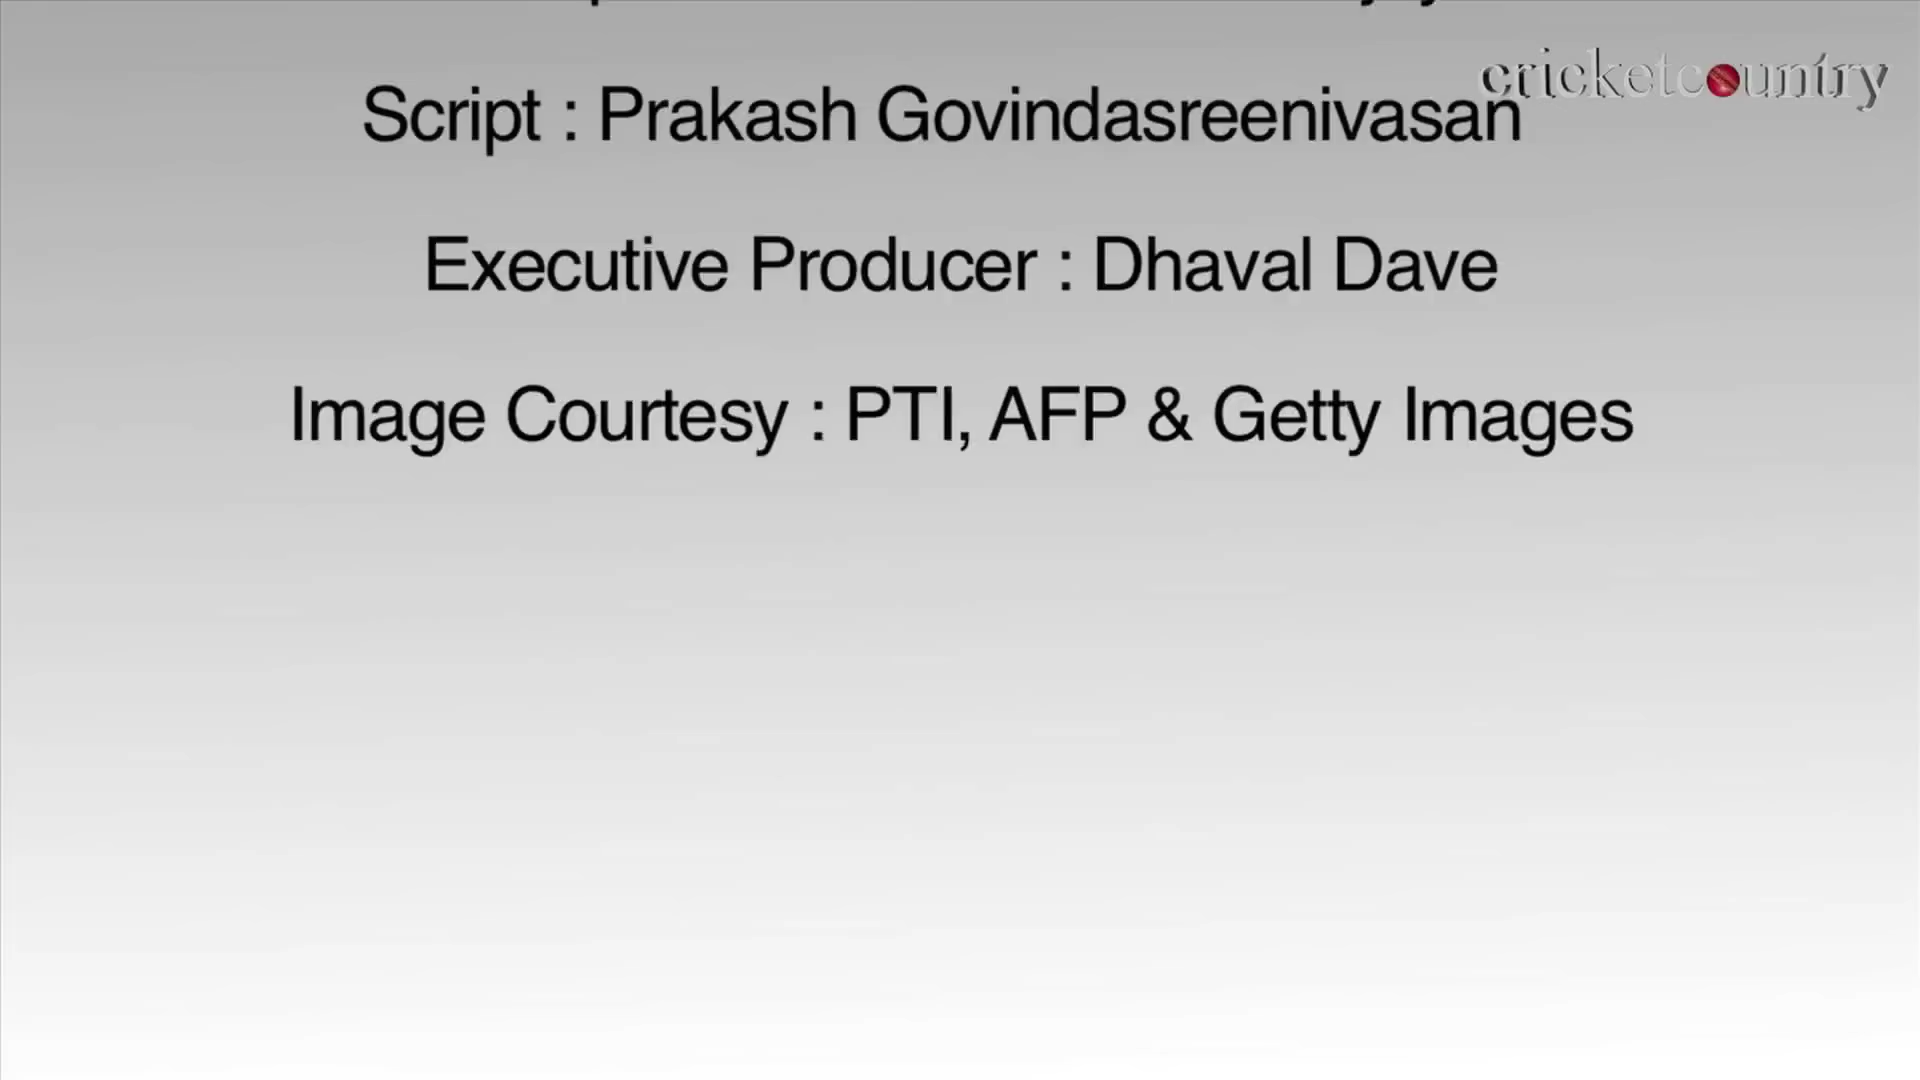 cricketcountry
Script : Prakash Govindasreenivasan
Executive Producer : Dhaval Dave
Image Courtesy : PTI, AFP & Getty Images